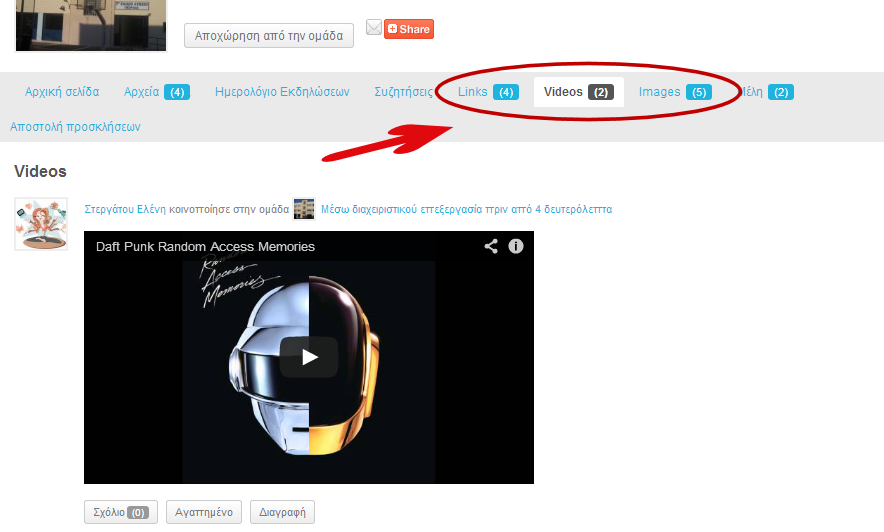 Αποχώρηση από την ομάδα Share
Αρχική σελίδα Αρχεία (4) Ημερολόγιο Εκδηλώσεων Συζητήσεις Links (4) Videos (2) Images (5) Μέλη (2)
Αποστολή προσκλήσεων
Videos
Στεργάτου Ελένη κοινοποίησε στην ομάδα Μέσω διαχειριστικού επεξεργασία πριν από 4 δευτερόλεπτα
Daft Punk Random Access Memories
Random
Access
Memories
Σχόλιο (0) Αγαπημένο Διαγραφή